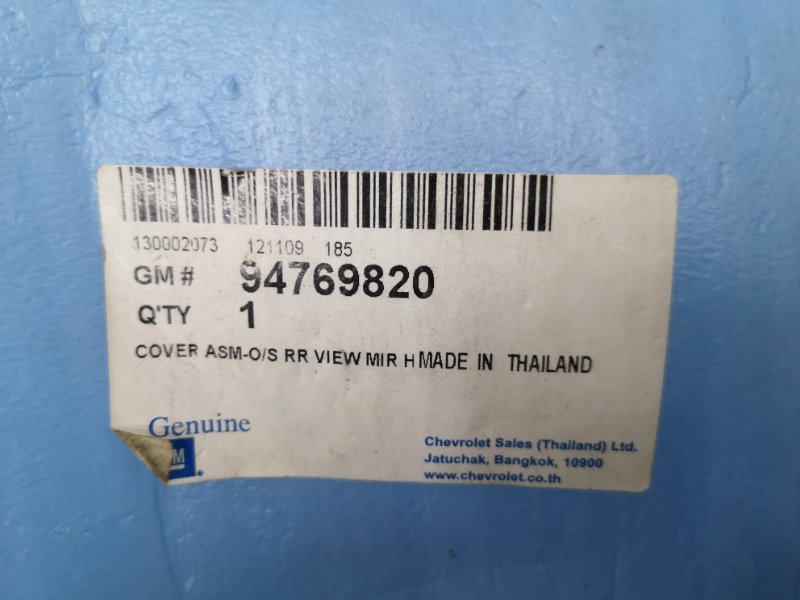 130002073 121109 185
GM # 94769820
Q'TY 1
COVER ASM-O/S RR VIEW MIR H MADE IN THAILAND
Genuine
Chevrolet Sales (Thailand) Ltd.
Jatuchak, Bangkok, 10900
www.chevrolet.co.th